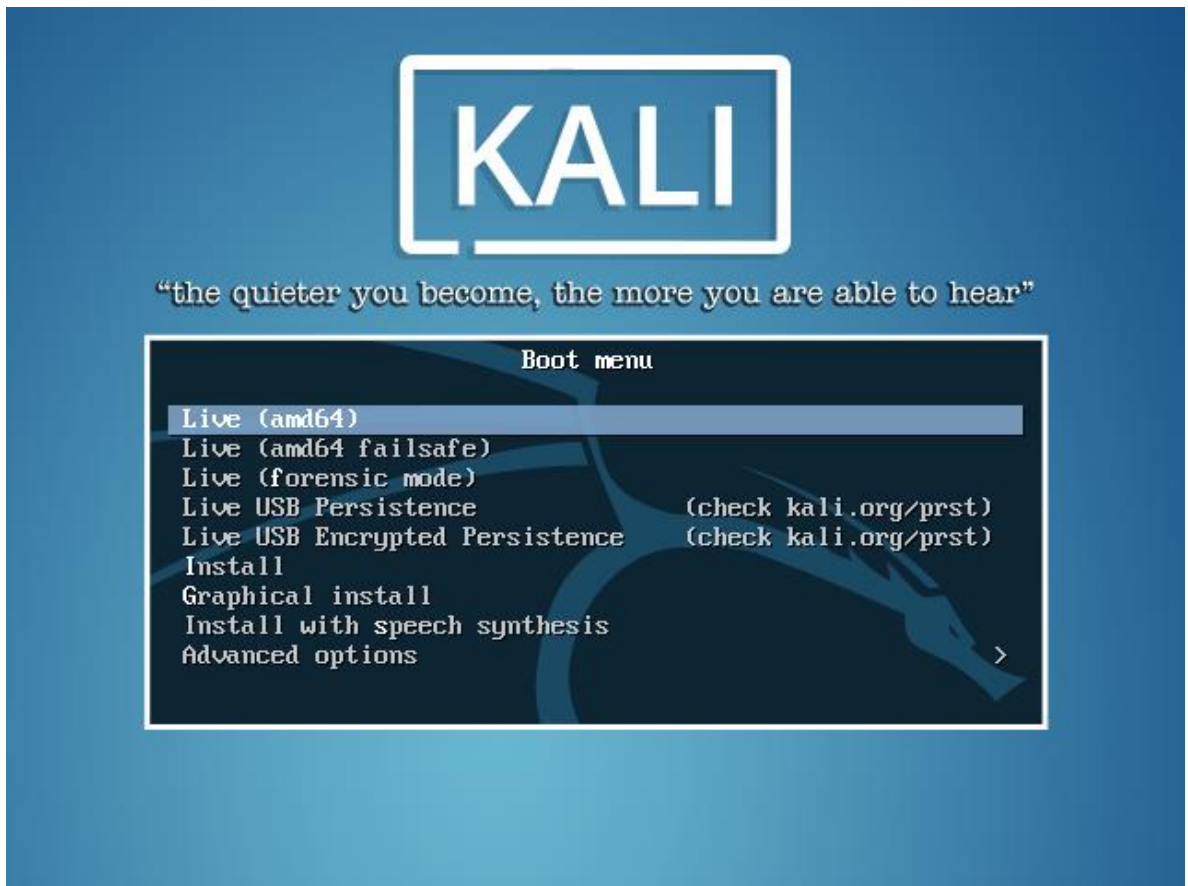 KALI
“the quieter you become, the more you are able to hear”
Boot menu
Live (amd64)
Live (amd64 failsafe)
Live (forensic mode)
Live USB Persistence (check kali.org/prst)
Live USB Encrypted Persistence (check kali.org/prst)
Install
Graphical install
Install with speech synthesis
Advanced options >